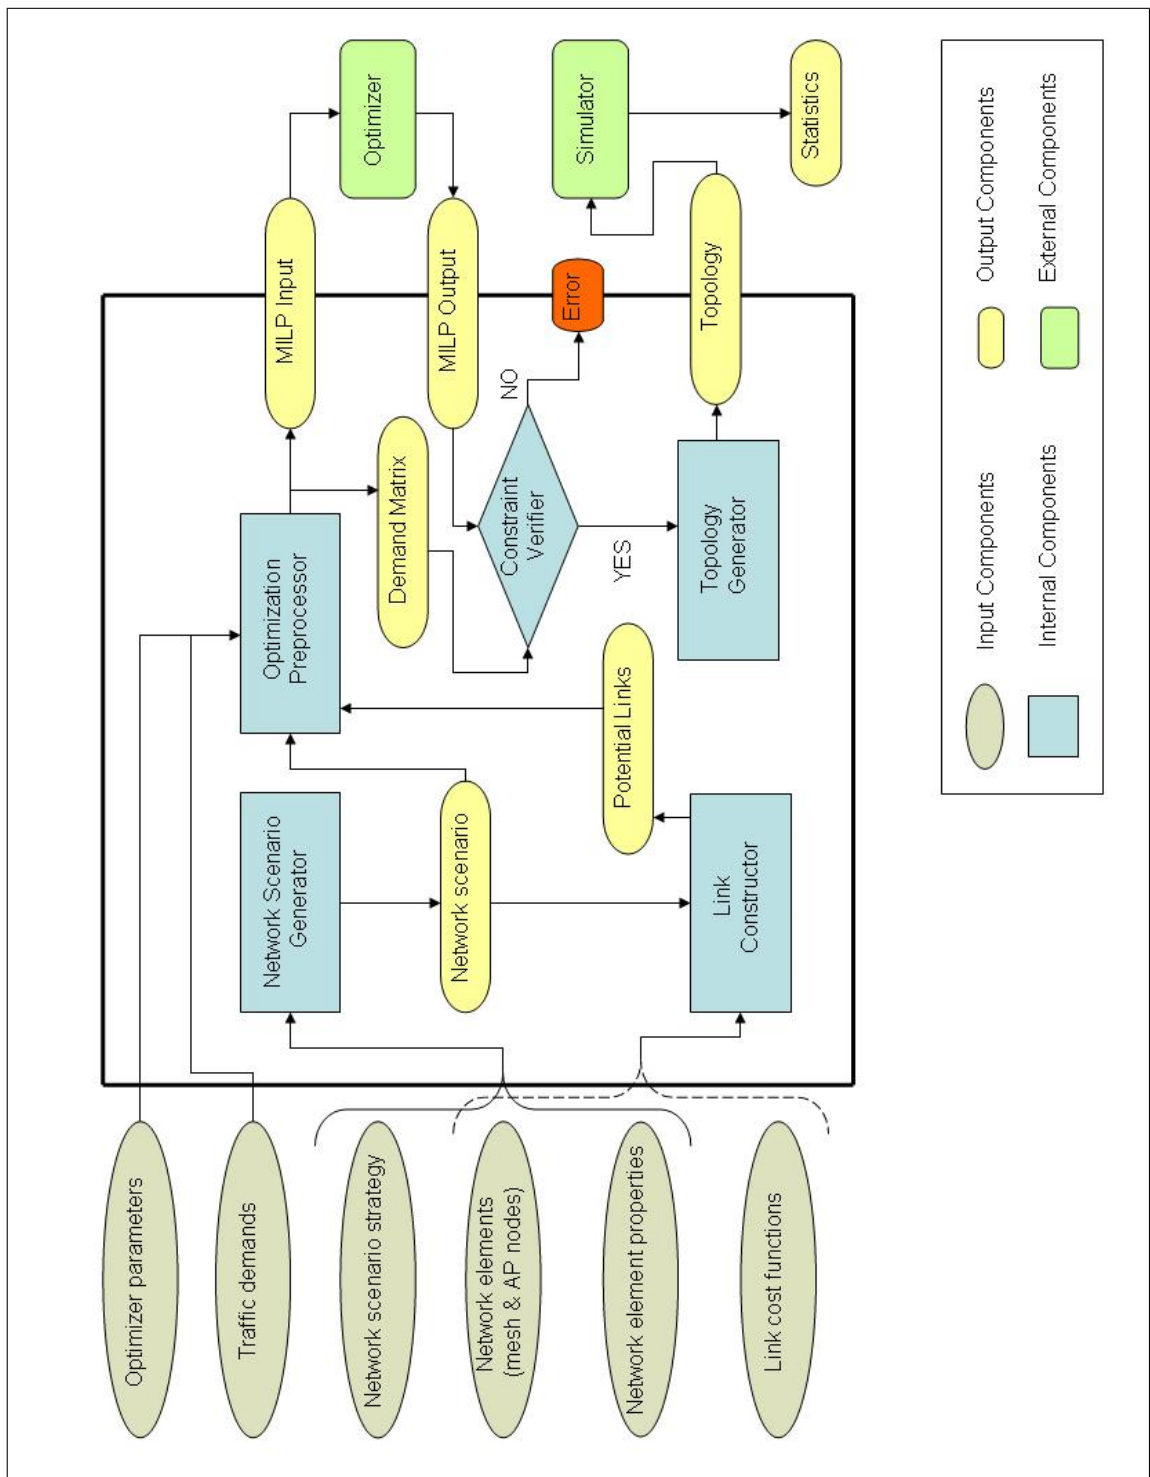 Optimizer parameters
Traffic demands
Network scenario strategy
Network elements
(mesh & AP nodes)
Network element properties
Link cost functions
Network Scenario
Generator
Network scenario
Link
Constructor
Potential Links
Optimization
Preprocessor
Demand Matrix
MILP Input
Optimizer
MILP Output
Constraint
Verifier
NO
Error
YES
Topology
Generator
Topology
Simulator
Statistics
Input Components
Output Components
Internal Components
External Components